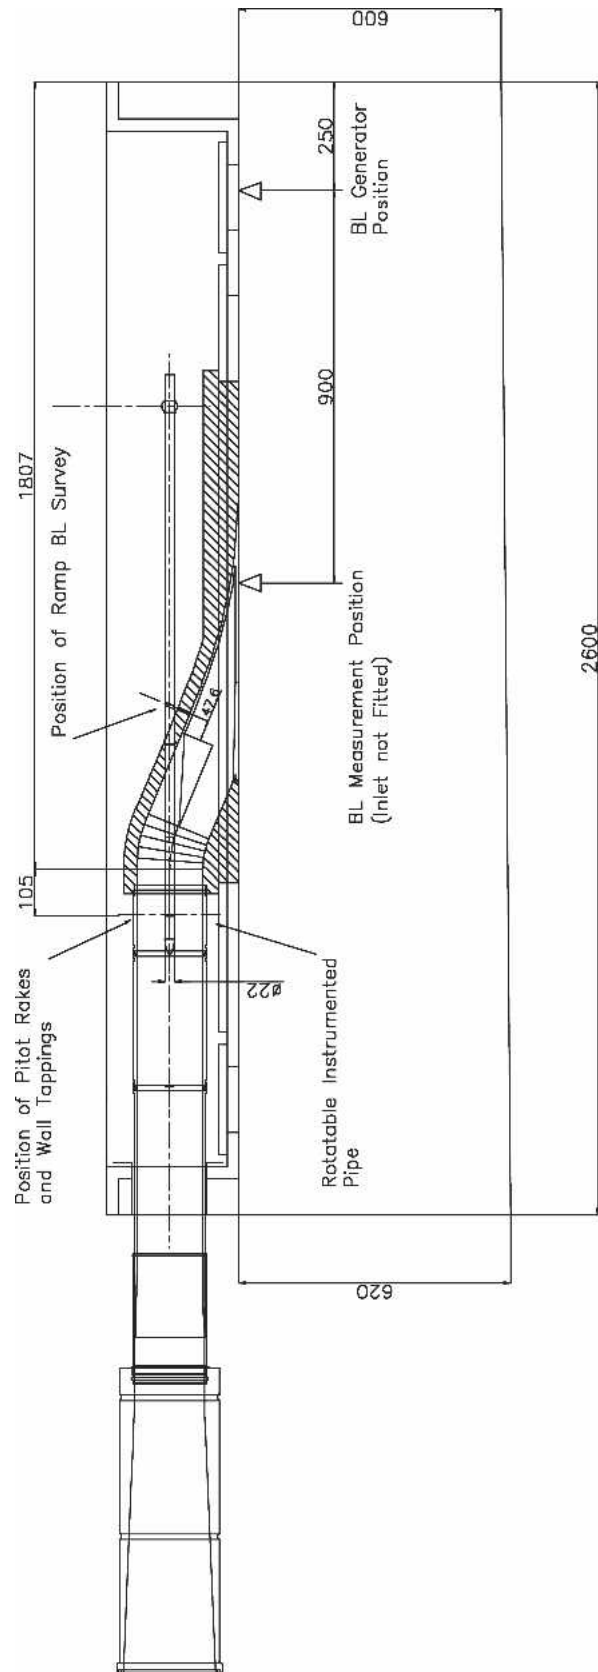 600
250
BL Generator
Position
900
1807
Position of Ramp BL Survey
47.6
BL Measurement Position
(Inlet not Fitted)
2600
105
Position of Pitot Rakes
and Wall Tappings
ø22
Rotatable Instrumented
Pipe
620